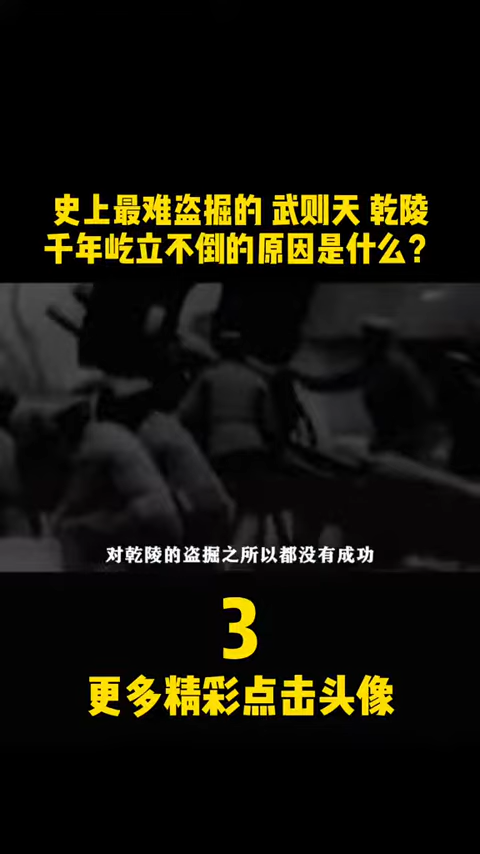 史上最难盗掘的 武则天 乾陵
千年屹立不倒的原因是什么？
对乾陵的盗掘之所以都没有成功
3
更多精彩点击头像